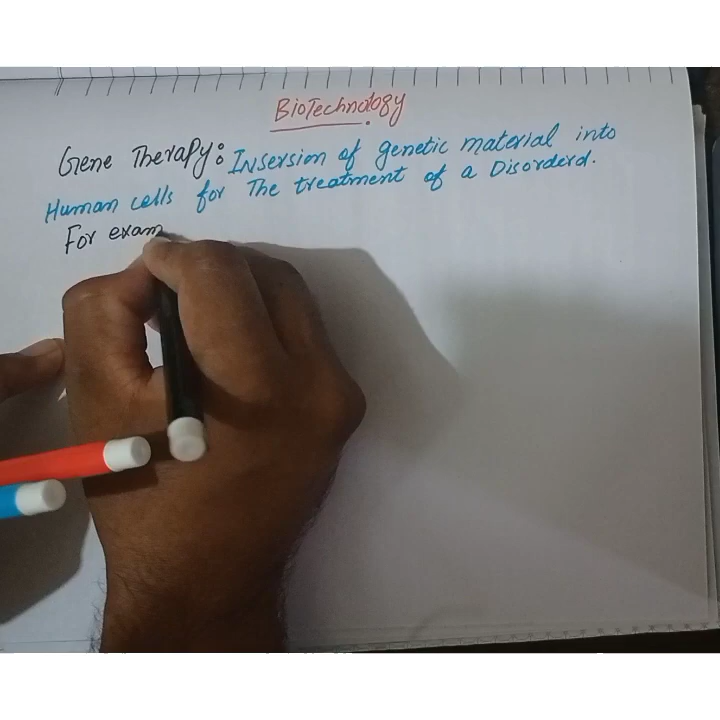 BioTechnology
Gene Therapy: Insersion of genetic material into
Human cells for The treatment of a Disorderd.
For exam